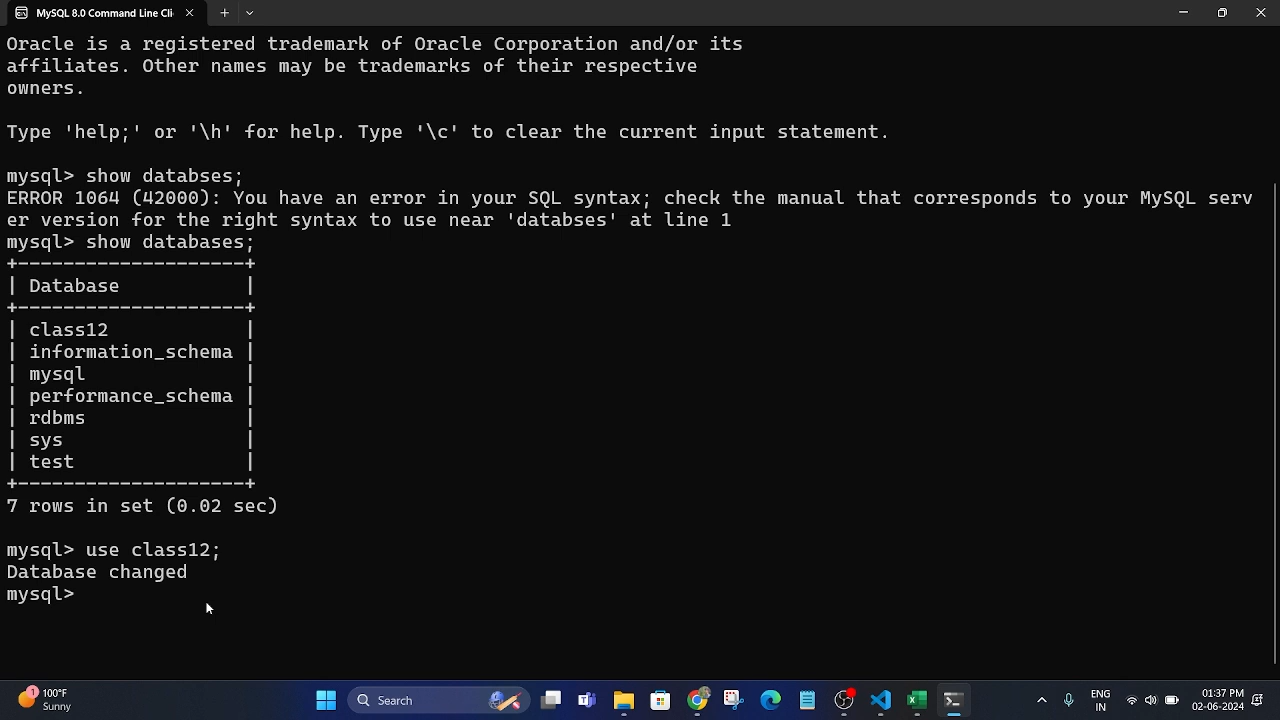 MySQL 8.0 Command Line Cli
Oracle is a registered trademark of Oracle Corporation and/or its
affiliates. Other names may be trademarks of their respective
owners.
Type 'help;' or '\h' for help. Type '\c' to clear the current input statement.
mysql> show databses;
ERROR 1064 (42000): You have an error in your SQL syntax; check the manual that corresponds to your MySQL serv
er version for the right syntax to use near 'databses' at line 1
mysql> show databases;
+--------------------+
| Database           |
+--------------------+
| class12            |
| information_schema |
| mysql              |
| performance_schema |
| rdbms              |
| sys                |
| test               |
+--------------------+
7 rows in set (0.02 sec)
mysql> use class12;
Database changed
mysql>
1
100°F
Sunny
Search
ENG
IN
01:37 PM
02-06-2024